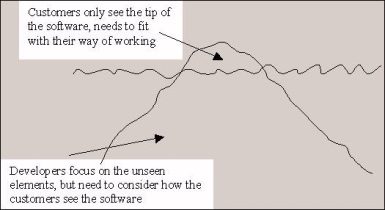 Customers only see the tip of
the software, needs to fit
with their way of working
Developers focus on the unseen
elements, but need to consider how the
customers see the software